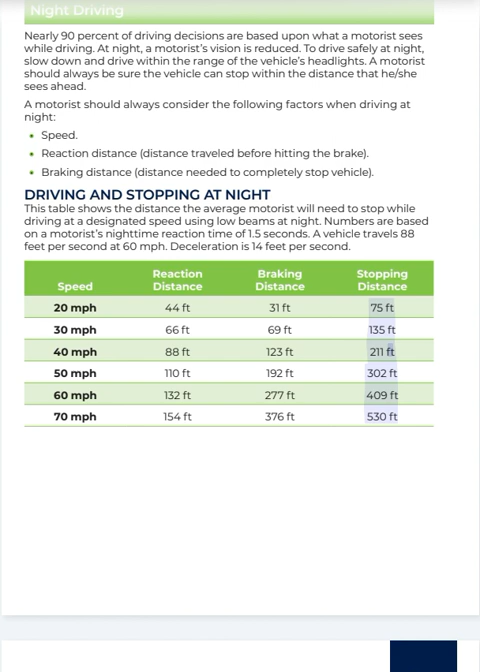 Night Driving
Nearly 90 percent of driving decisions are based upon what a motorist sees
while driving. At night, a motorist's vision is reduced. To drive safely at night,
slow down and drive within the range of the vehicle's headlights. A motorist
should always be sure the vehicle can stop within the distance that he/she
sees ahead.
A motorist should always consider the following factors when driving at
night:
• Speed.
• Reaction distance (distance traveled before hitting the brake).
• Braking distance (distance needed to completely stop vehicle).
DRIVING AND STOPPING AT NIGHT
This table shows the distance the average motorist will need to stop while
driving at a designated speed using low beams at night. Numbers are based
on a motorist's nighttime reaction time of 1.5 seconds. A vehicle travels 88
feet per second at 60 mph. Deceleration is 14 feet per second.
Speed Reaction Distance Braking Distance Stopping Distance
20 mph 44 ft 31 ft 75 ft
30 mph 66 ft 69 ft 135 ft
40 mph 88 ft 123 ft 211 ft
50 mph 110 ft 192 ft 302 ft
60 mph 132 ft 277 ft 409 ft
70 mph 154 ft 376 ft 530 ft